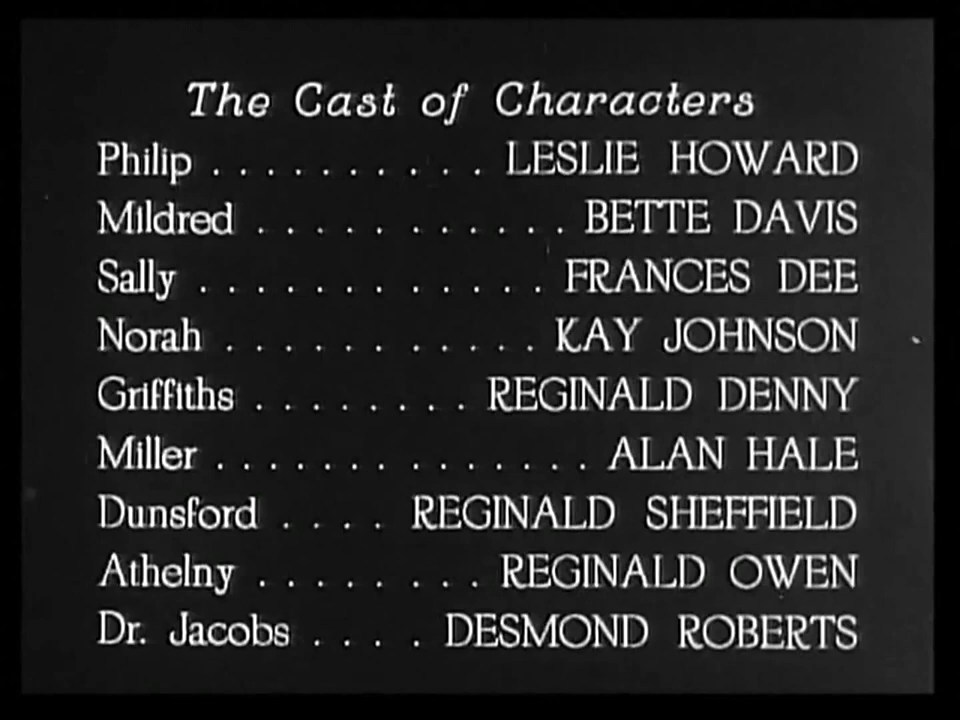 The Cast of Characters
Philip . . . . . . . . . . LESLIE HOWARD
Mildred . . . . . . . . . . . BETTE DAVIS
Sally . . . . . . . . . . . . . FRANCES DEE
Norah . . . . . . . . . . . KAY JOHNSON
Griffiths . . . . . . . . REGINALD DENNY
Miller . . . . . . . . . . . . . . ALAN HALE
Dunsford . . . . REGINALD SHEFFIELD
Athelny . . . . . . . . REGINALD OWEN
Dr. Jacobs . . . . DESMOND ROBERTS